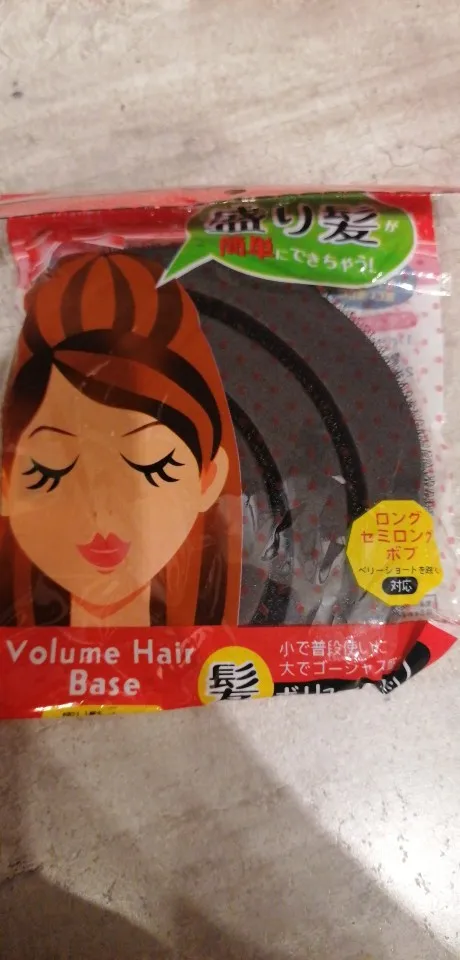 盛り髪が
簡単にできちゃう!
ロング
セミロング
ボブ
ベリーショートを除く
対応
Volume Hair
Base
小で普段使いに
大でゴージャス
髪